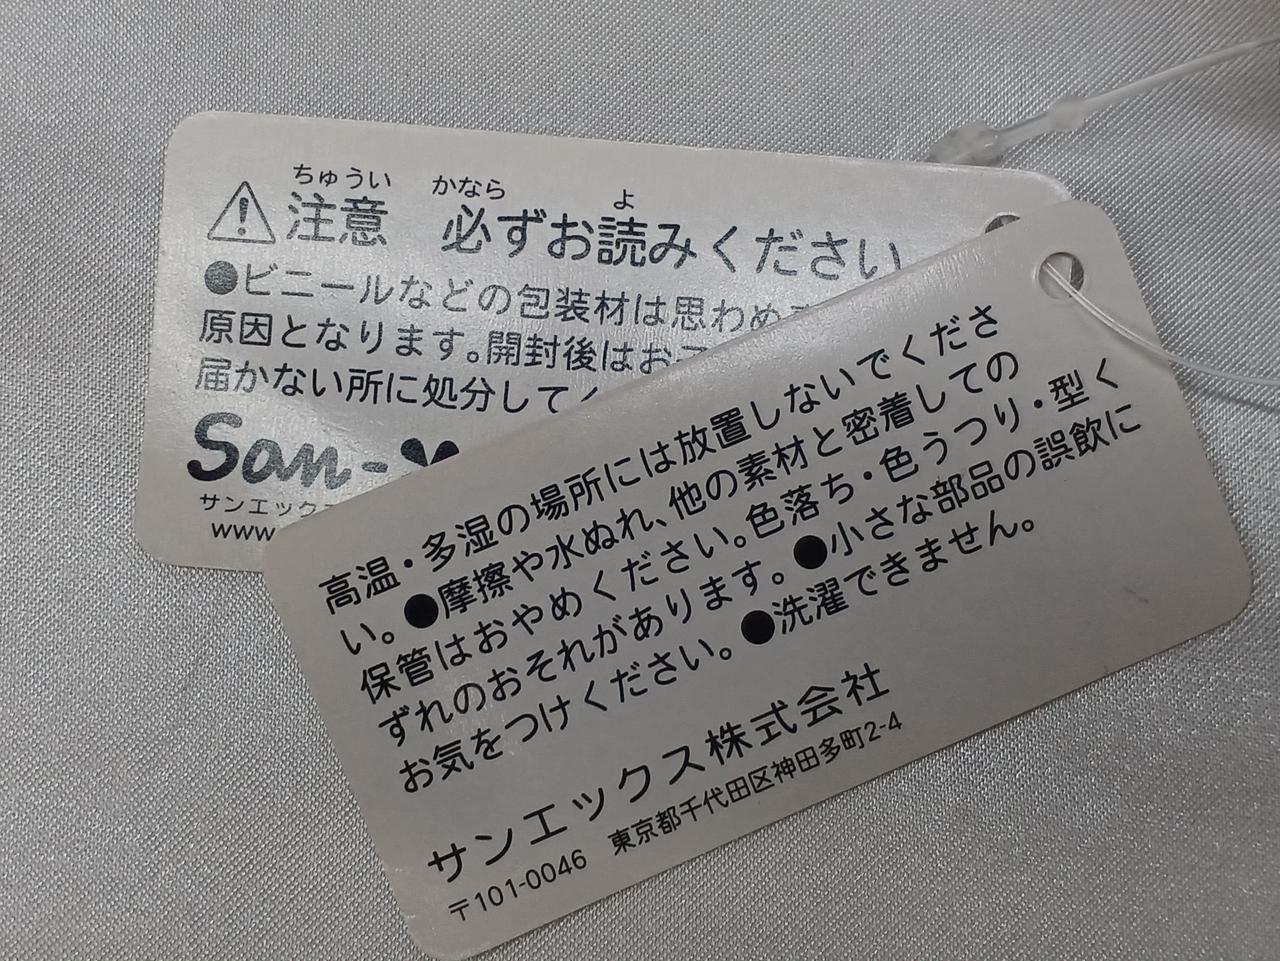 ちゅうい かなら よ
注意 必ずお読みください
●ビニールなどの包装材は思わぬ
原因となります。開封後はお子
届かない所に処分して
San-
サンエックス
www.
高温・多湿の場所には放置しないでくださ
い。●摩擦や水ぬれ、他の素材と密着しての
保管はおやめください。色落ち・色うつり・型く
ずれのおそれがあります。●小さな部品の誤飲に
お気をつけください。●洗濯できません。
サンエックス株式会社
〒101-0046 東京都千代田区神田多町2-4